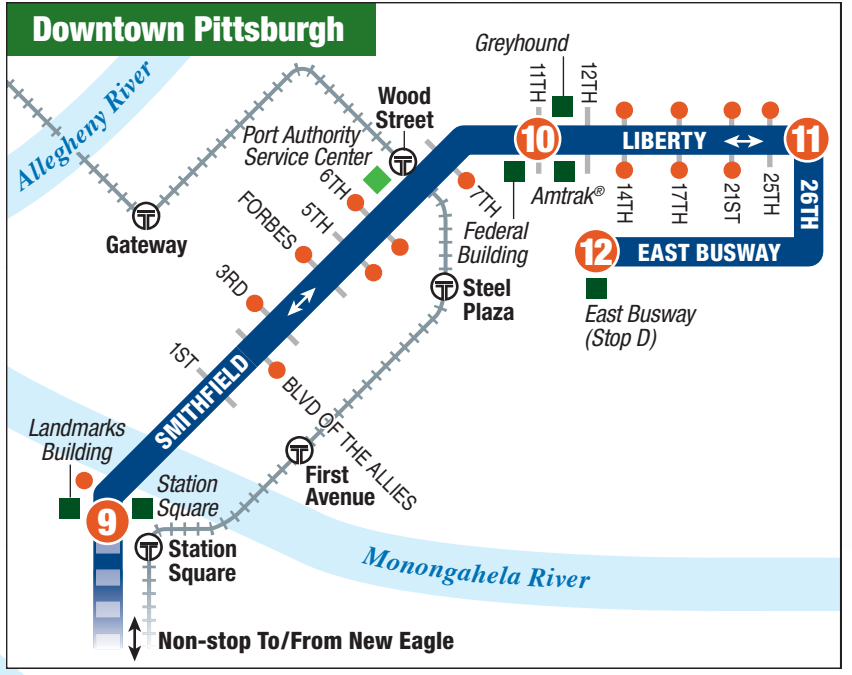 Downtown Pittsburgh
Greyhound
Allegheny River
11TH
12TH
Wood
Street
Port Authority
Service Center
10
LIBERTY
11
6TH
7TH
Amtrak®
14TH
17TH
21ST
25TH
26TH
5TH
FORBES
Gateway
Federal
Building
12
EAST BUSWAY
3RD
Steel
Plaza
East Busway
(Stop D)
1ST
SMITHFIELD
BLVD OF THE ALLIES
Landmarks
Building
First
Avenue
Station
Square
9
Station
Square
Monongahela River
Non-stop To/From New Eagle